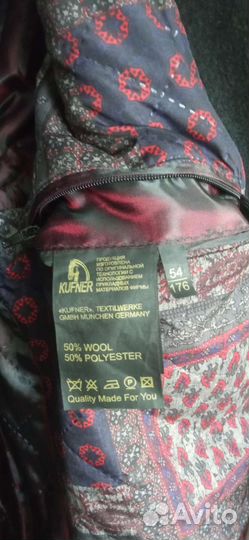 KUFNER
ПРОДУКЦИЯ
ИЗГОТОВЛЕНА
ПО ОРИГИНАЛЬНОЙ
ТЕХНОЛОГИИ С
ИСПОЛЬЗОВАНИЕМ
ПРИКЛАДНЫХ
МАТЕРИАЛОВ ФИРМЫ
54
176
«KUFNER», TEXTILWERKE
GMBH MUNCHEN GERMANY
50% WOOL
50% POLYESTER
Quality Made For You
Avito